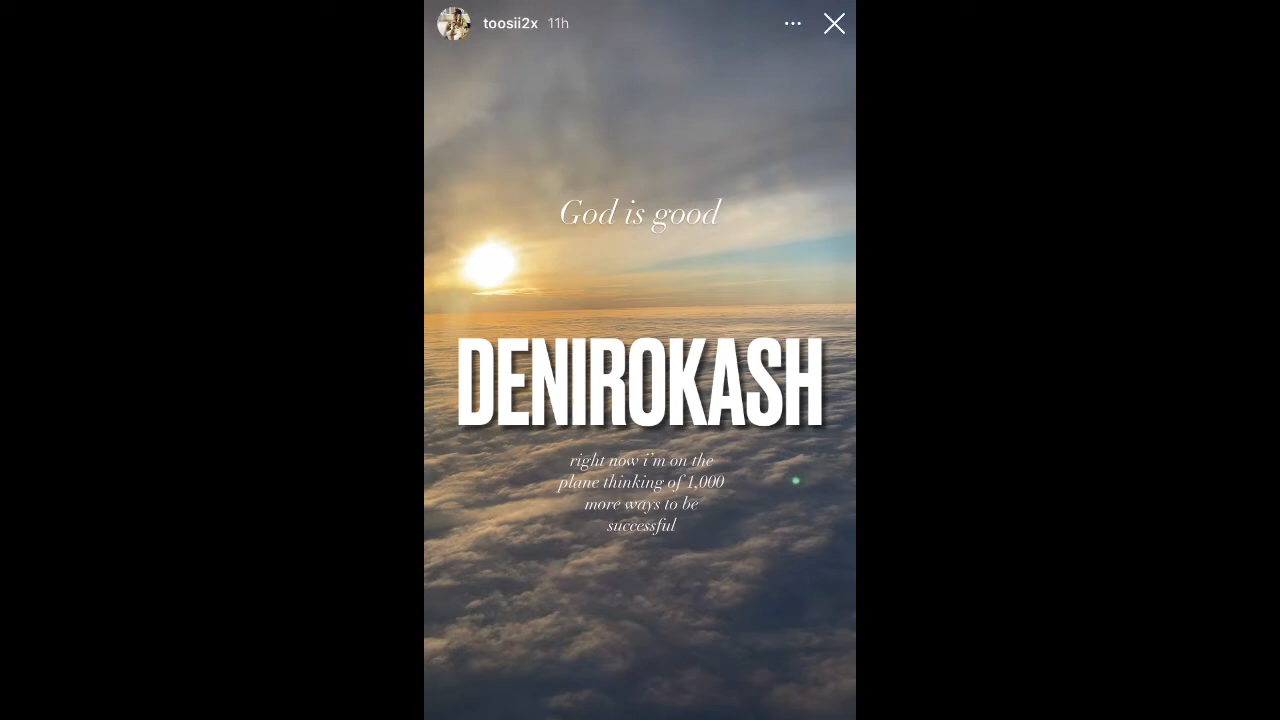 toosii2x 11h
God is good
DENIROKASH
right now i'm on the
plane thinking of 1,000
more ways to be
successful